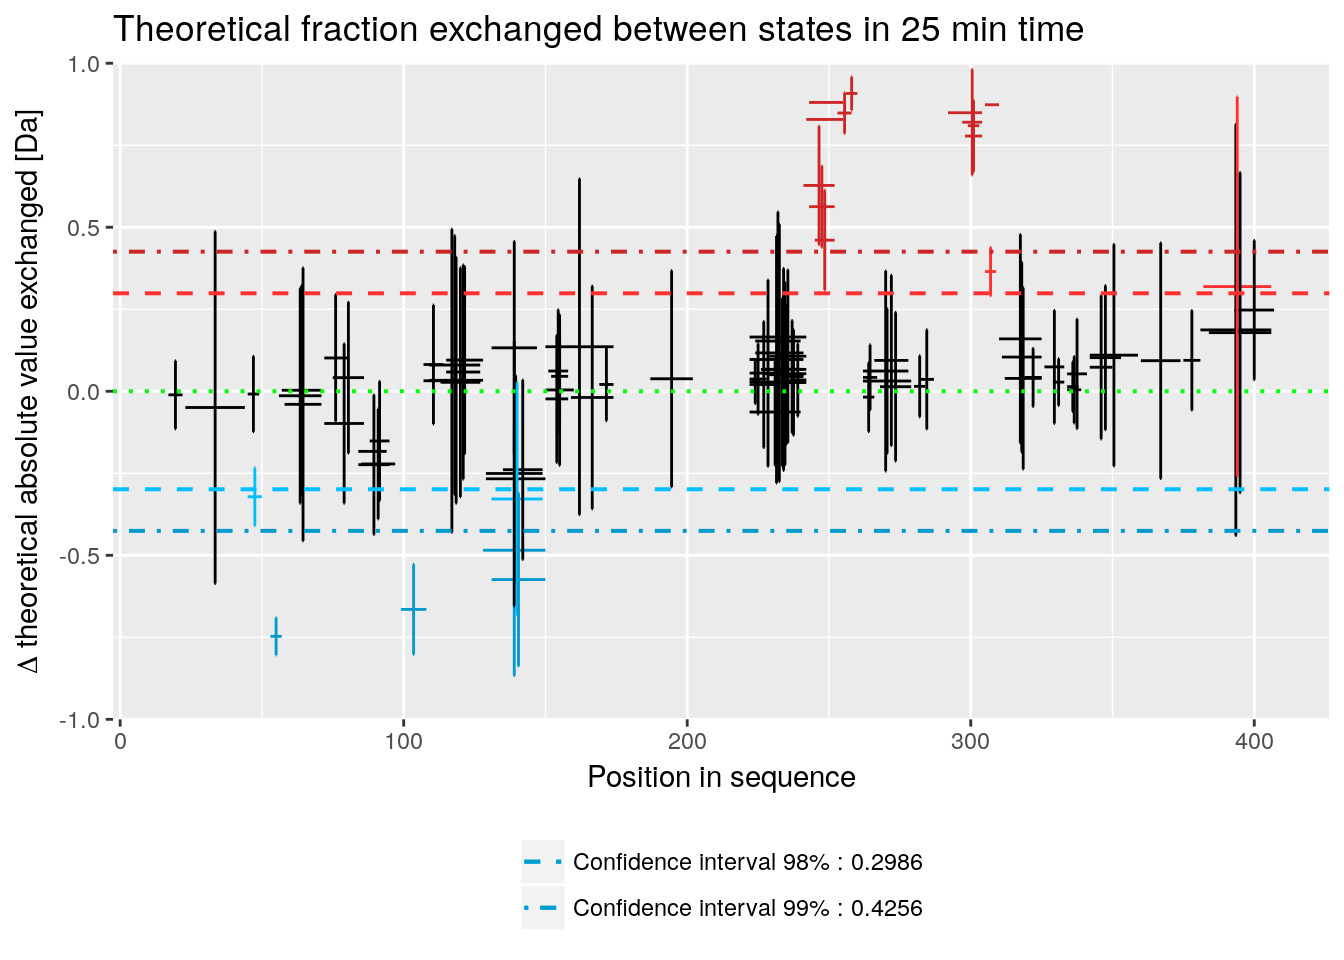 Theoretical fraction exchanged between states in 25 min time
Δ theoretical absolute value exchanged [Da]
1.0
0.5
0.0
-0.5
-1.0
0 100 200 300 400
Position in sequence
Confidence interval 98% : 0.2986
Confidence interval 99% : 0.4256